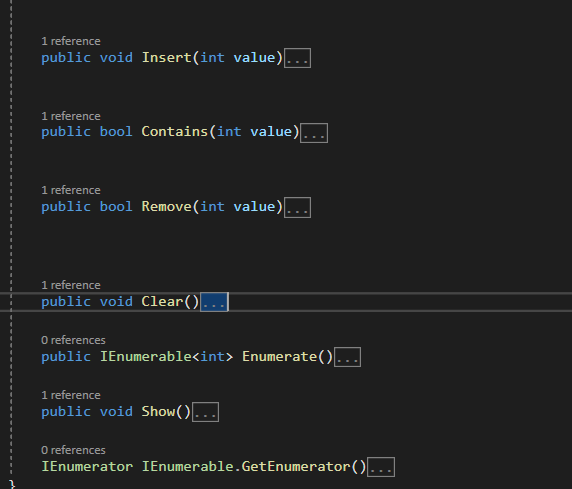 1 reference
public void Insert(int value)...
1 reference
public bool Contains(int value)...
1 reference
public bool Remove(int value)...
1 reference
public void Clear()...
0 references
public IEnumerable<int> Enumerate()...
1 reference
public void Show()...
0 references
IEnumerator IEnumerable.GetEnumerator()...
}